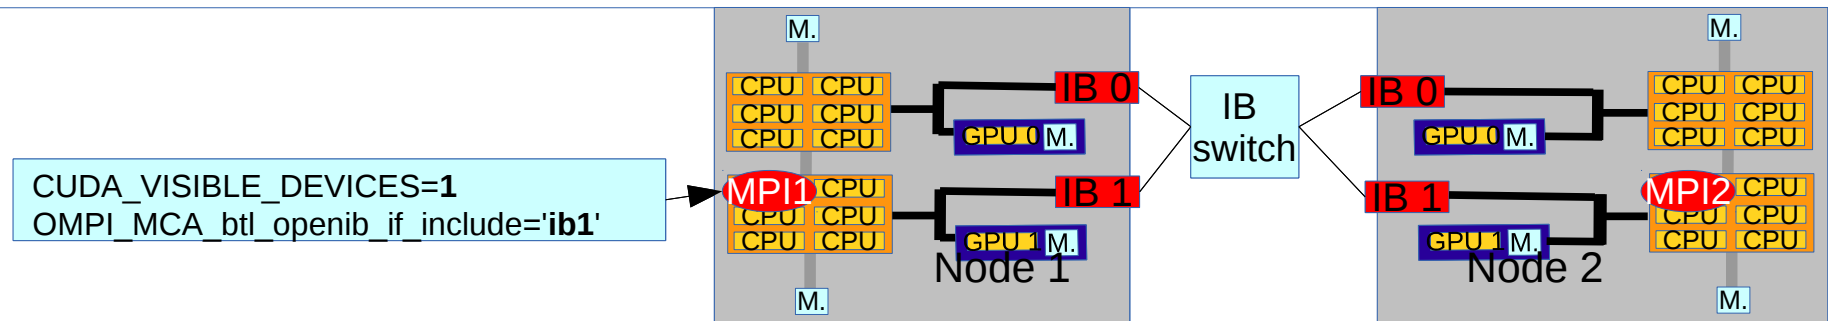 CUDA_VISIBLE_DEVICES=1
OMPI_MCA_btl_openib_if_include='ib1'
M.
CPU CPU
CPU CPU
CPU CPU
IB 0
GPU 0 M.
MPI1 CPU
CPU CPU
CPU CPU
IB 1
GPU 1 M.
Node 1
M.
IB
switch
M.
IB 0
GPU 0 M.
CPU CPU
CPU CPU
CPU CPU
IB 1
GPU 1 M.
MPI2 CPU
CPU CPU
CPU CPU
Node 2
M.